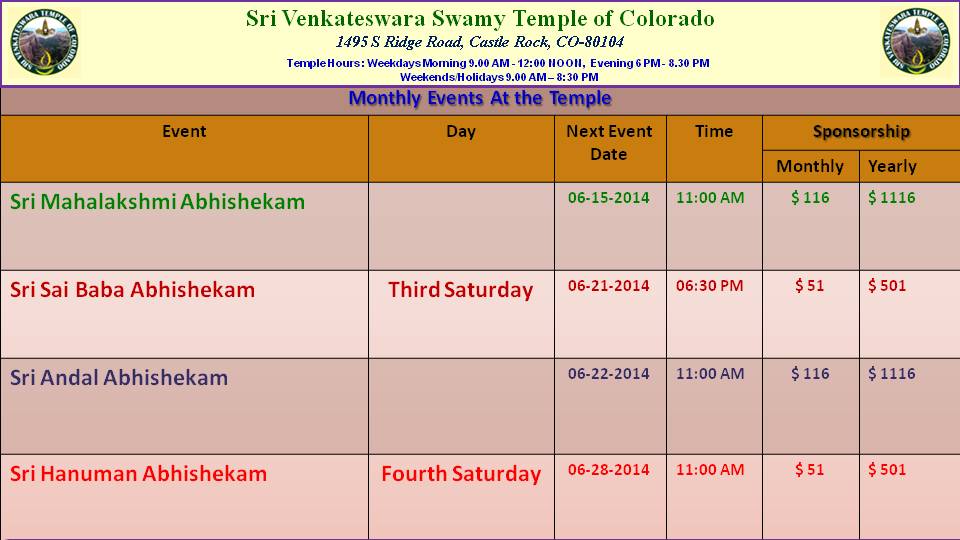 Sri Venkateswara Swamy Temple of Colorado
1495 S Ridge Road, Castle Rock, CO-80104
Temple Hours: Weekdays Morning 9.00 AM - 12:00 NOON, Evening 6 PM- 8.30 PM
Weekends/Holidays 9.00 AM – 8:30 PM
SRI VENKATESWARA TEMPLE OF COLORADO
SRI VENKATESWARA TEMPLE OF COLORADO
Monthly Events At the Temple
Event Day Next Event Date Time Sponsorship
Monthly Yearly
Sri Mahalakshmi Abhishekam 06-15-2014 11:00 AM $ 116 $ 1116
Sri Sai Baba Abhishekam Third Saturday 06-21-2014 06:30 PM $ 51 $ 501
Sri Andal Abhishekam 06-22-2014 11:00 AM $ 116 $ 1116
Sri Hanuman Abhishekam Fourth Saturday 06-28-2014 11:00 AM $ 51 $ 501